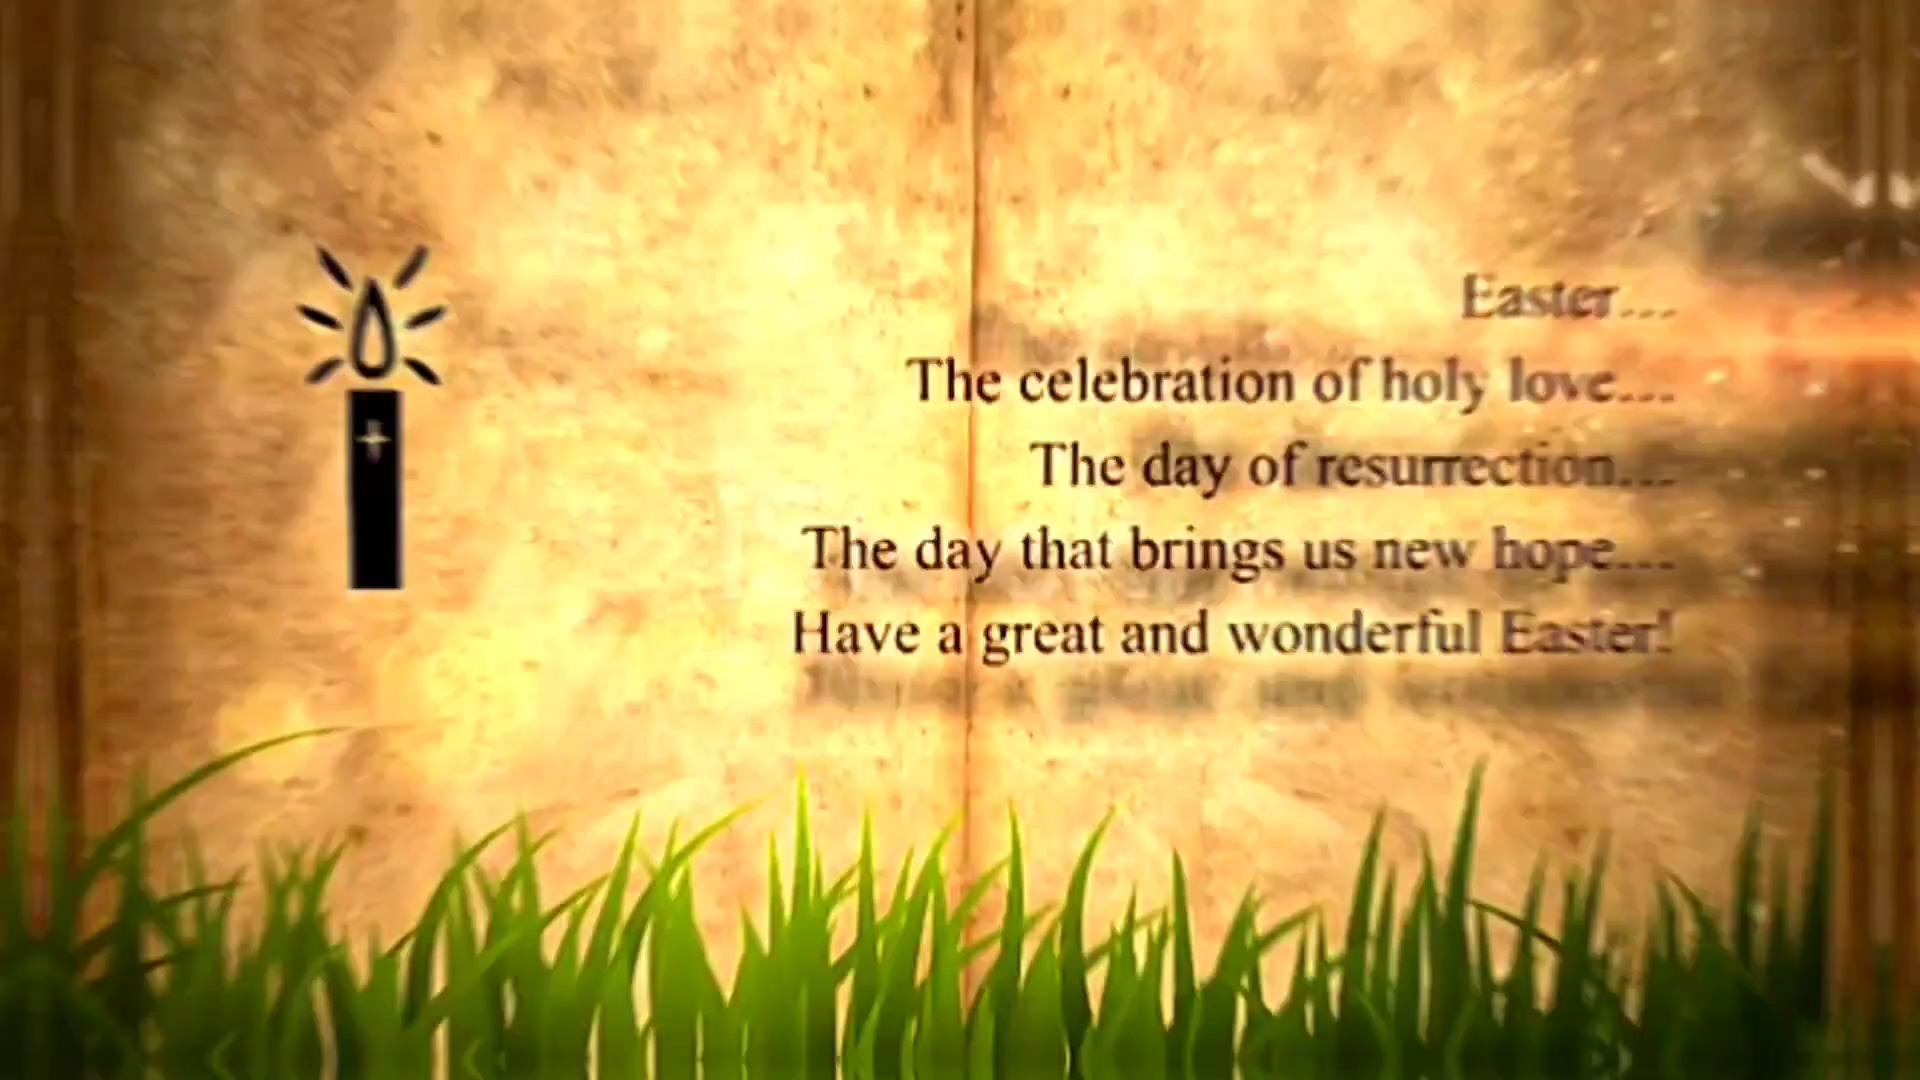 Easter...
The celebration of holy love....
The day of resurrection...
The day that brings us new hope...
Have a great and wonderful Easter!